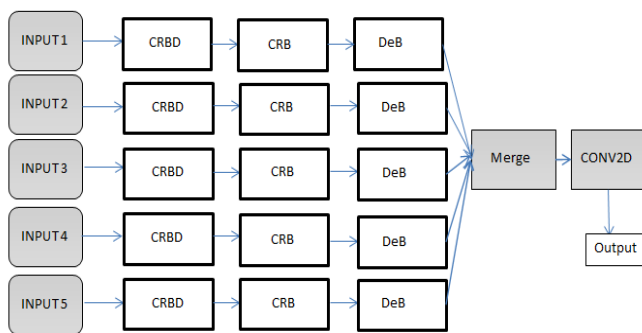 INPUT1 CRBD CRB DeB
INPUT2 CRBD CRB DeB
INPUT3 CRBD CRB DeB
Merge CONV2D
INPUT4 CRBD CRB DeB
Output
INPUT5 CRBD CRB DeB